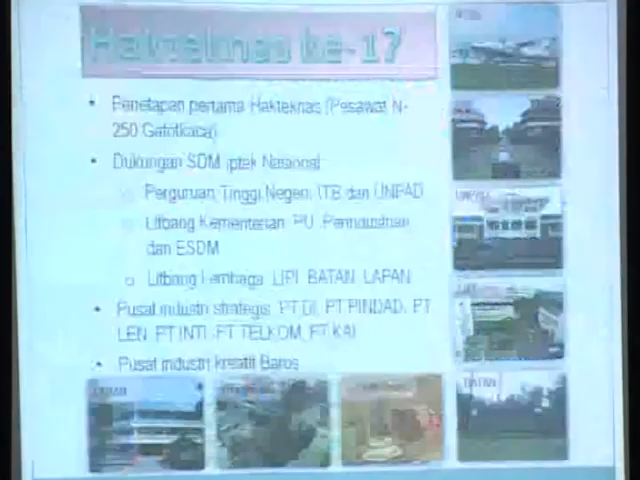 Hakteknas ke-17
• Penetapan pertama Hakteknas (Pesawat N-
250 Gatotkaca)
• Dukungan SDM Iptek Nasional
o Perguruan Tinggi Negeri ITB dan UNPAD
o Litbang Kementerian PU, Perindustrian
dan ESDM
o Litbang Lembaga LIPI, BATAN, LAPAN
• Pusat industri strategis PT DI, PT PINDAD, PT
LEN, PT INTI, PT TELKOM, PT KAI
• Pusat industri kreatif Baros
BATAN